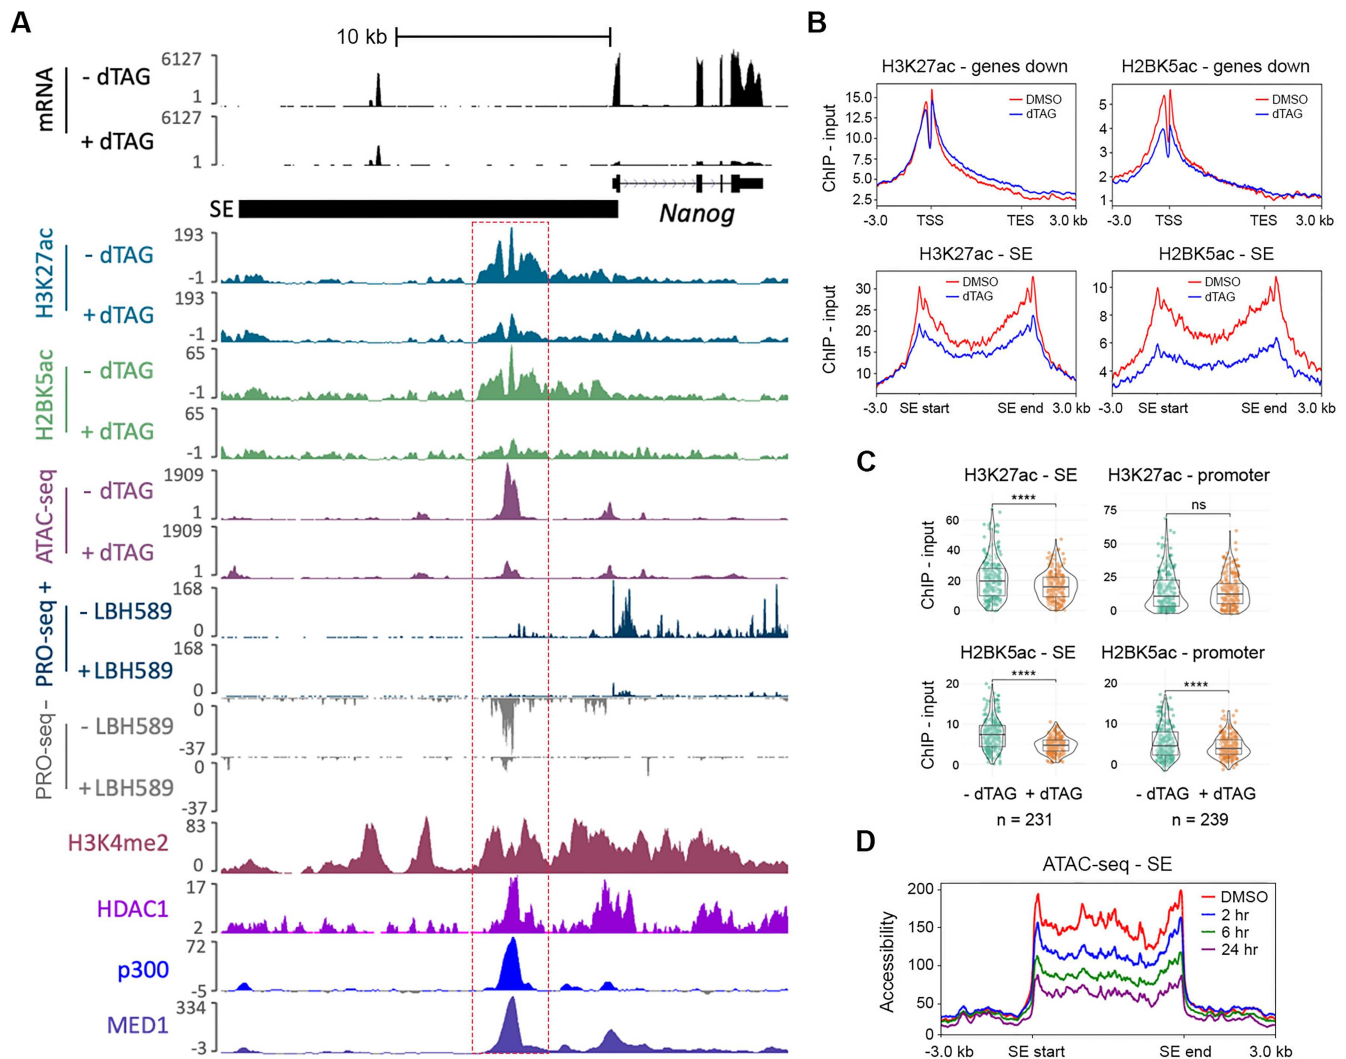 A
10 kb
mRNA
- dTAG
6127
1
+ dTAG
6127
1
SE
Nanog
H3K27ac
- dTAG
193
-1
+ dTAG
193
-1
H2BK5ac
- dTAG
65
-1
+ dTAG
65
-1
ATAC-seq
- dTAG
1909
1
+ dTAG
1909
1
PRO-seq +
- LBH589
168
0
+ LBH589
168
0
PRO-seq -
- LBH589
0
-37
+ LBH589
0
-37
H3K4me2
83
0
HDAC1
17
2
p300
72
-5
MED1
334
-3
B
H3K27ac - genes down
ChIP - input
15.0
12.5
10.0
7.5
5.0
2.5
DMSO
dTAG
-3.0 TSS TES 3.0 kb
H2BK5ac - genes down
5
4
3
2
1
DMSO
dTAG
-3.0 TSS TES 3.0 kb
H3K27ac - SE
ChIP - input
30
25
20
15
10
DMSO
dTAG
-3.0 SE start SE end 3.0 kb
H2BK5ac - SE
10
8
6
4
DMSO
dTAG
-3.0 SE start SE end 3.0 kb
C
H3K27ac - SE
ChIP - input
60
40
20
0
****
H3K27ac - promoter
75
50
25
0
ns
H2BK5ac - SE
ChIP - input
20
10
0
****
H2BK5ac - promoter
20
10
0
****
- dTAG + dTAG
n = 231
- dTAG + dTAG
n = 239
D
ATAC-seq - SE
Accessibility
200
150
100
50
0
DMSO
2 hr
6 hr
24 hr
-3.0 kb SE start SE end 3.0 kb